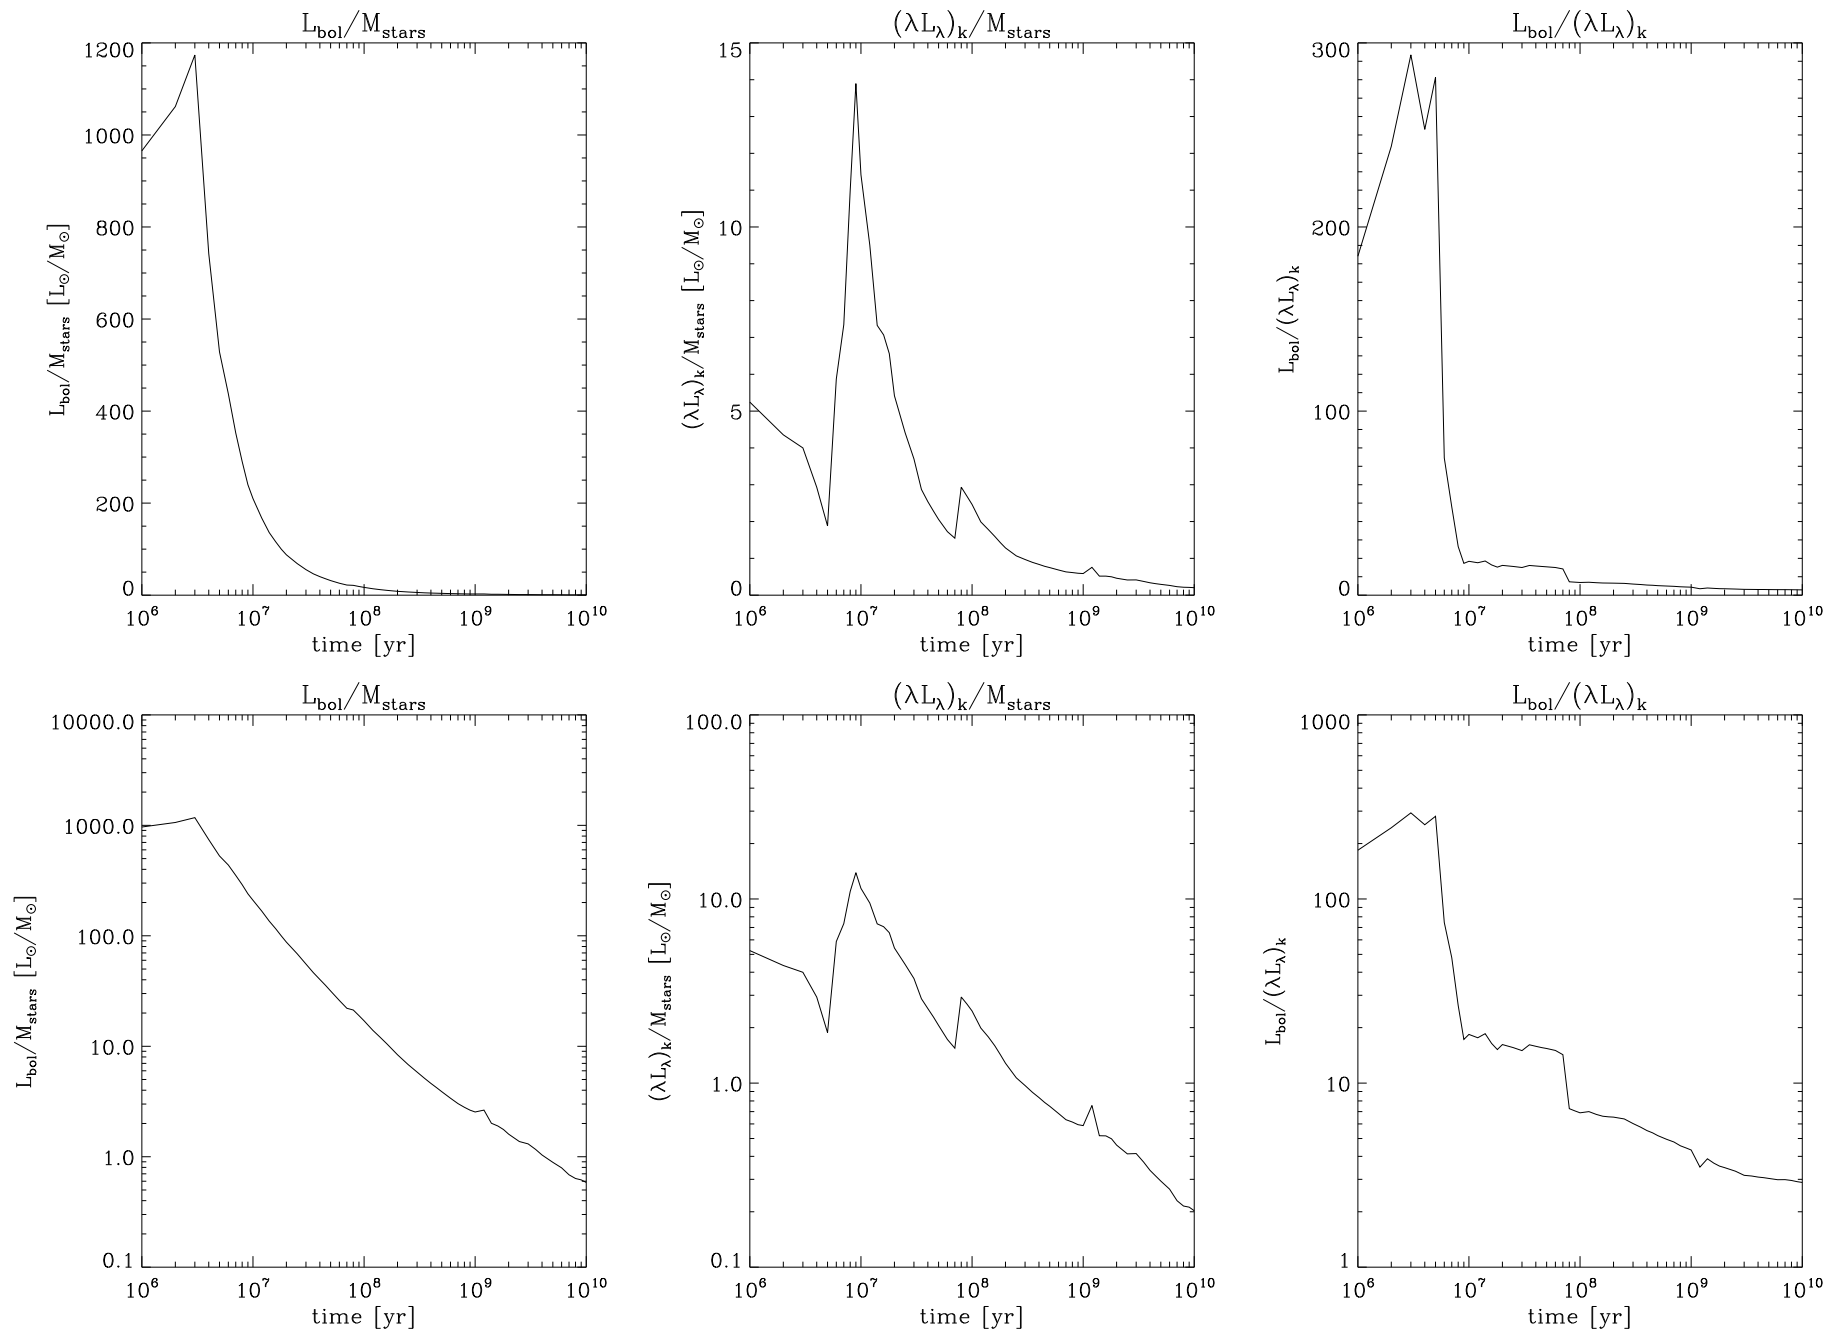 L_bol/M_stars
(λL_λ)_k/M_stars
L_bol/(λL_λ)_k
1200
1000
800
600
400
200
0
L_bol/M_stars [L_⊙/M_⊙]
10^6 10^7 10^8 10^9 10^10
time [yr]
15
10
5
0
(λL_λ)_k/M_stars [L_⊙/M_⊙]
10^6 10^7 10^8 10^9 10^10
time [yr]
300
200
100
0
L_bol/(λL_λ)_k
10^6 10^7 10^8 10^9 10^10
time [yr]
L_bol/M_stars
(λL_λ)_k/M_stars
L_bol/(λL_λ)_k
10000.0
1000.0
100.0
10.0
1.0
0.1
L_bol/M_stars [L_⊙/M_⊙]
10^6 10^7 10^8 10^9 10^10
time [yr]
100.0
10.0
1.0
0.1
(λL_λ)_k/M_stars [L_⊙/M_⊙]
10^6 10^7 10^8 10^9 10^10
time [yr]
1000
100
10
1
L_bol/(λL_λ)_k
10^6 10^7 10^8 10^9 10^10
time [yr]